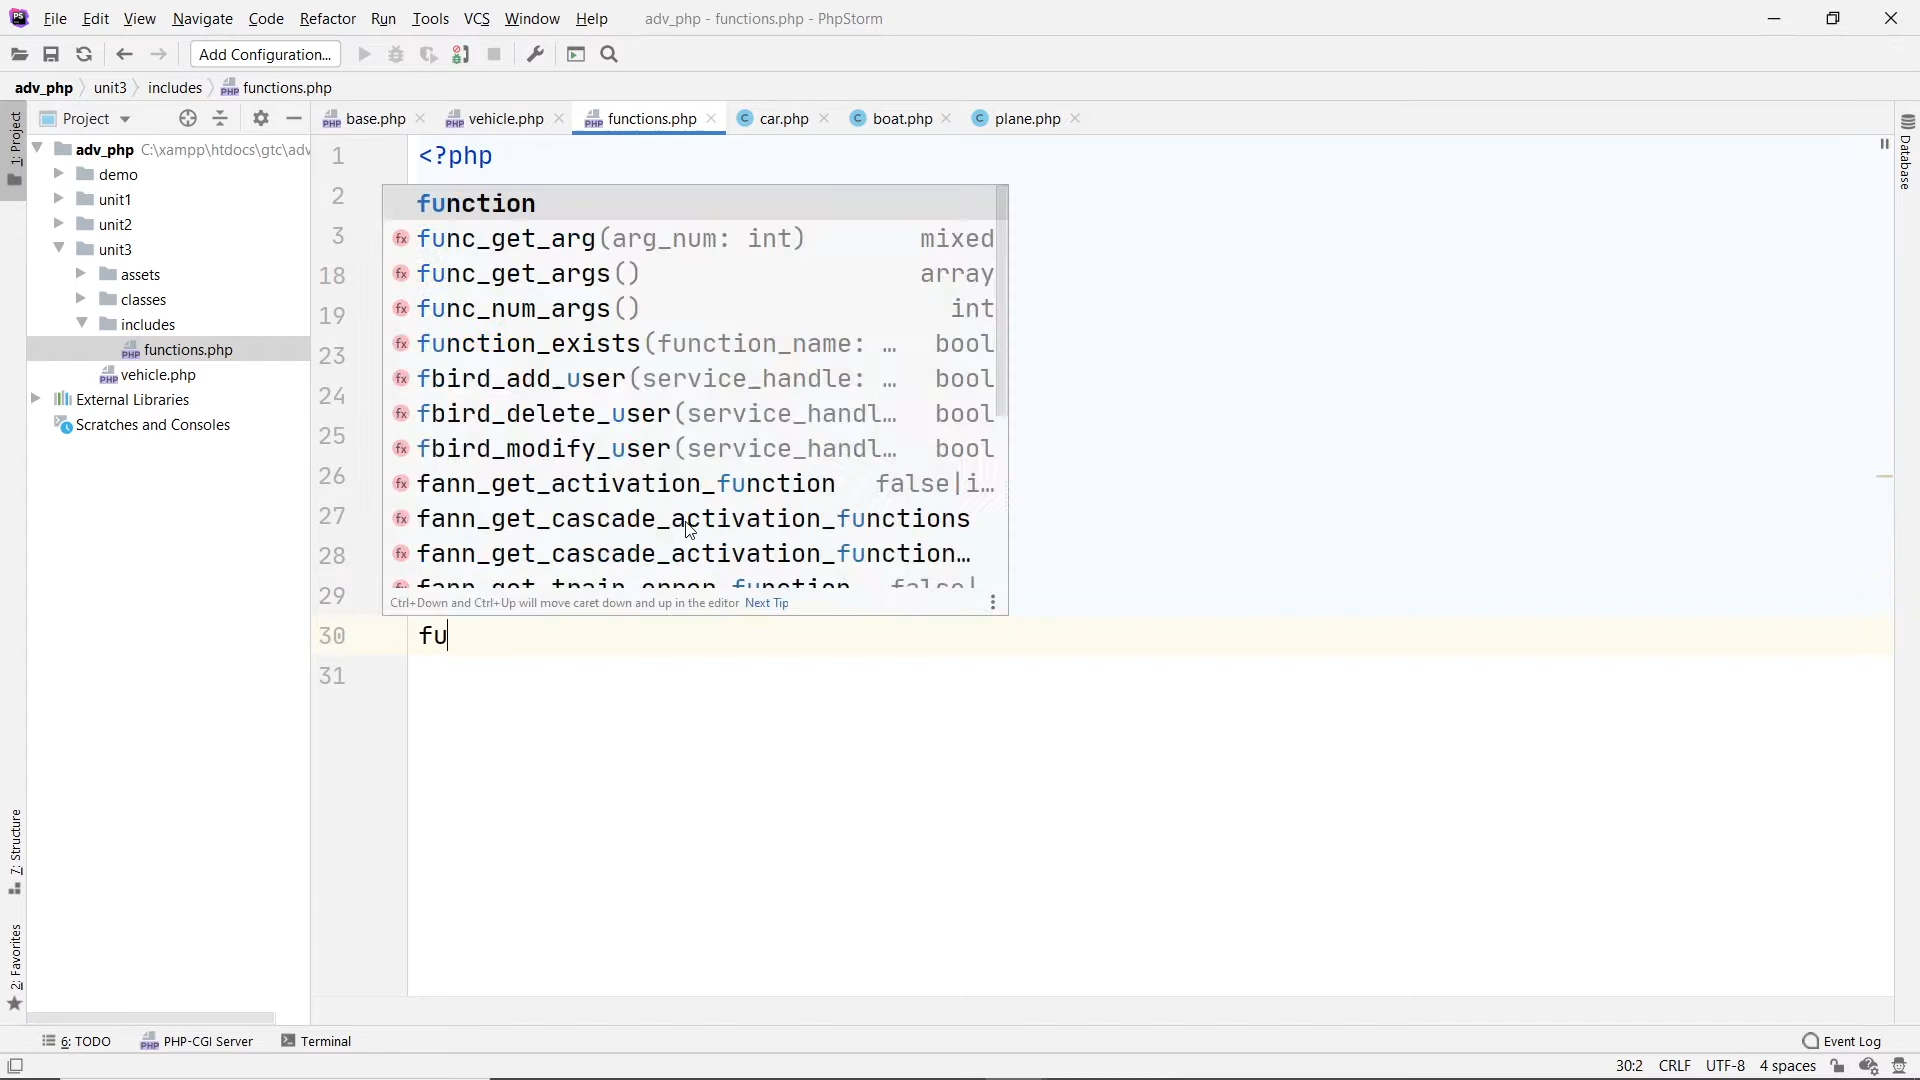 File Edit View Navigate Code Refactor Run Tools VCS Window Help adv_php - functions.php - PhpStorm
Add Configuration...
adv_php unit3 includes functions.php
1: Project
Project
base.php vehicle.php functions.php car.php boat.php plane.php
Database
adv_php C:\xampp\htdocs\gtc\adv
demo
unit1
unit2
unit3
assets
classes
includes
functions.php
vehicle.php
External Libraries
Scratches and Consoles
7: Structure
2: Favorites
1 <?php
2
3
18
19
23
24
25
26
27
28
29
30 fu
31
function
func_get_arg(arg_num: int) mixed
func_get_args() array
func_num_args() int
function_exists(function_name: … bool
fbird_add_user(service_handle: … bool
fbird_delete_user(service_handl… bool
fbird_modify_user(service_handl… bool
fann_get_activation_function false|i…
fann_get_cascade_activation_functions
fann_get_cascade_activation_function…
fann_get_train_error_function false|
Ctrl+Down and Ctrl+Up will move caret down and up in the editor Next Tip
6: TODO PHP-CGI Server Terminal Event Log
30:2 CRLF UTF-8 4 spaces